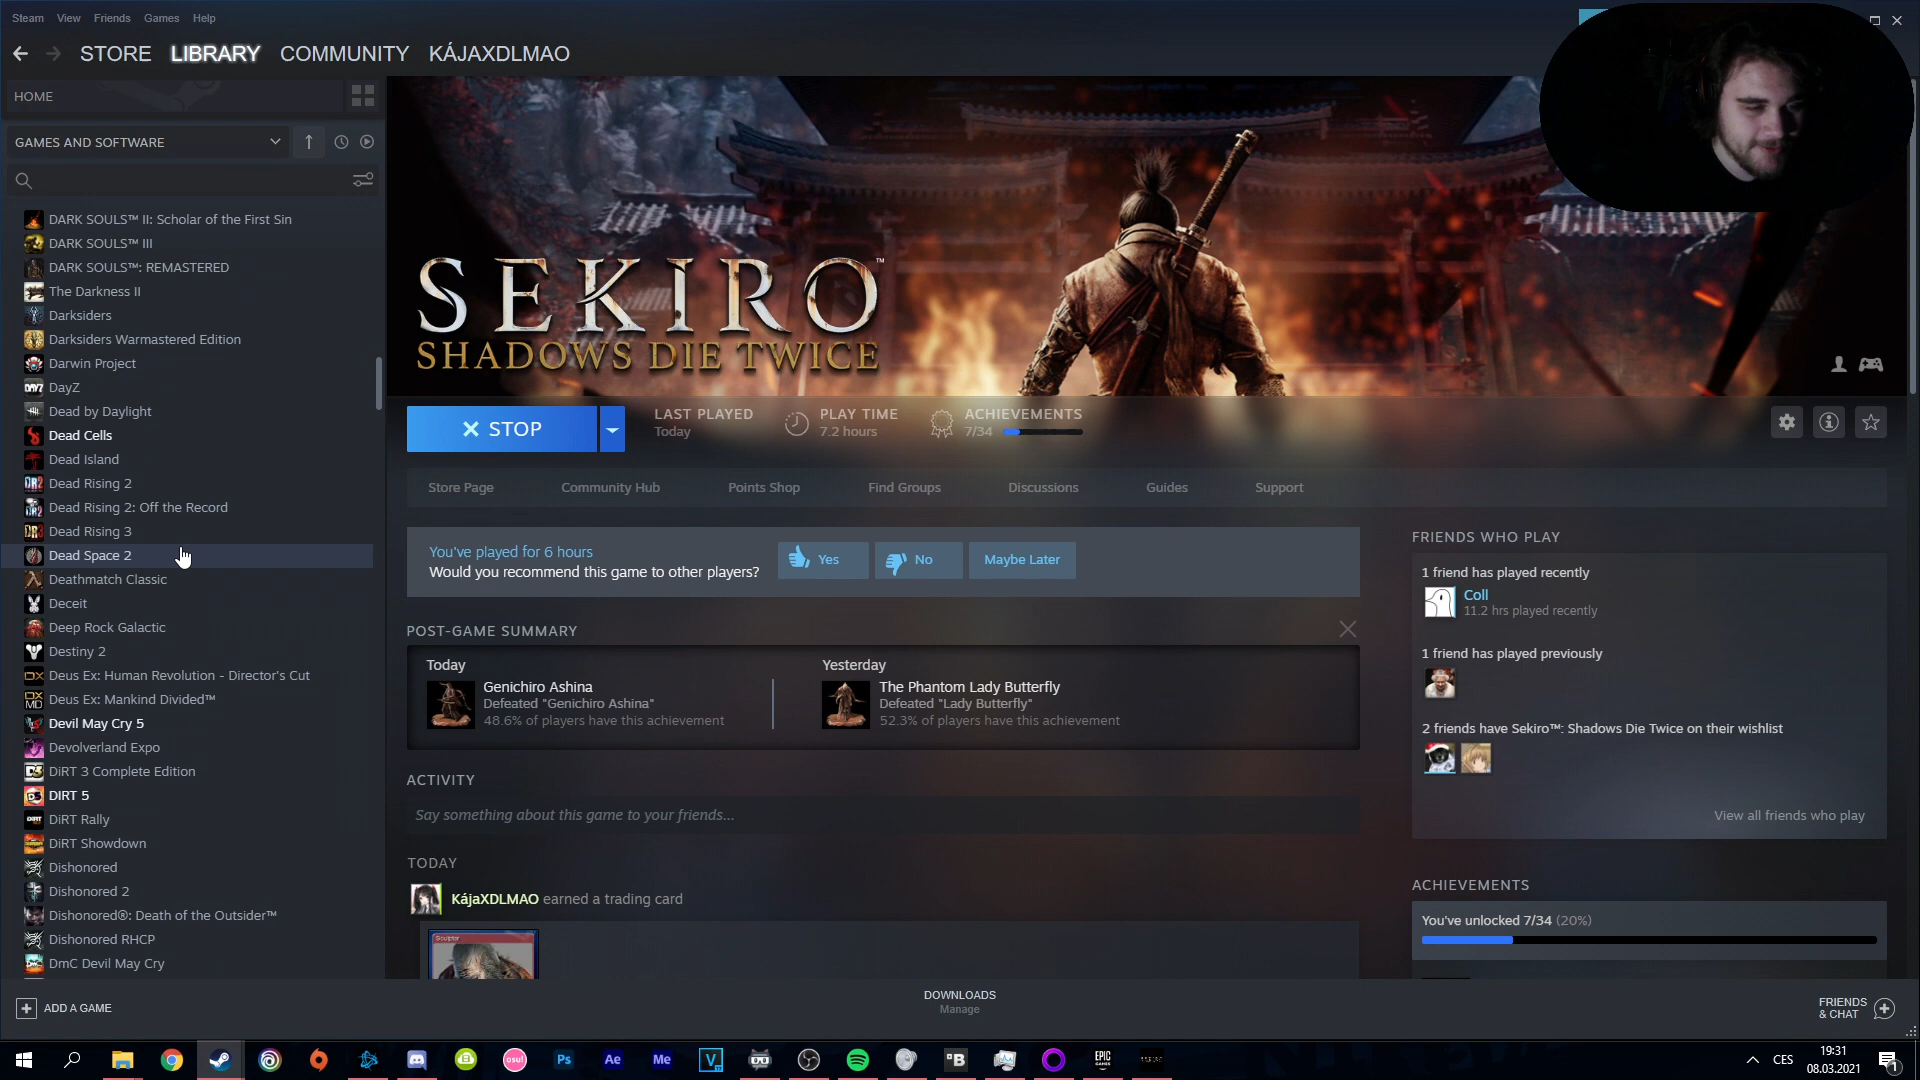 Steam View Friends Games Help
STORE LIBRARY COMMUNITY KÁJAXDLMAO
HOME
GAMES AND SOFTWARE
DARK SOULS™ II: Scholar of the First Sin
DARK SOULS™ III
DARK SOULS™: REMASTERED
The Darkness II
Darksiders
Darksiders Warmastered Edition
Darwin Project
DayZ
Dead by Daylight
Dead Cells
Dead Island
Dead Rising 2
Dead Rising 2: Off the Record
Dead Rising 3
Dead Space 2
Deathmatch Classic
Deceit
Deep Rock Galactic
Destiny 2
Deus Ex: Human Revolution - Director's Cut
Deus Ex: Mankind Divided™
Devil May Cry 5
Devolverland Expo
DiRT 3 Complete Edition
DIRT 5
DiRT Rally
DiRT Showdown
Dishonored
Dishonored 2
Dishonored®: Death of the Outsider™
Dishonored RHCP
DmC Devil May Cry
ADD A GAME
SEKIRO™
SHADOWS DIE TWICE
STOP
LAST PLAYED
Today
PLAY TIME
7.2 hours
ACHIEVEMENTS
7/34
Store Page Community Hub Points Shop Find Groups Discussions Guides Support
You've played for 6 hours
Would you recommend this game to other players?
Yes No Maybe Later
POST-GAME SUMMARY
Today
Genichiro Ashina
Defeated "Genichiro Ashina"
48.6% of players have this achievement
Yesterday
The Phantom Lady Butterfly
Defeated "Lady Butterfly"
52.3% of players have this achievement
ACTIVITY
Say something about this game to your friends...
TODAY
KájaXDLMAO earned a trading card
Sculptor
FRIENDS WHO PLAY
1 friend has played recently
Coll
11.2 hrs played recently
1 friend has played previously
2 friends have Sekiro™: Shadows Die Twice on their wishlist
View all friends who play
ACHIEVEMENTS
You've unlocked 7/34 (20%)
DOWNLOADS
Manage
FRIENDS
& CHAT
osu! Ps Ae Me V B EPIC GAMES
CES
19:31
08.03.2021
1